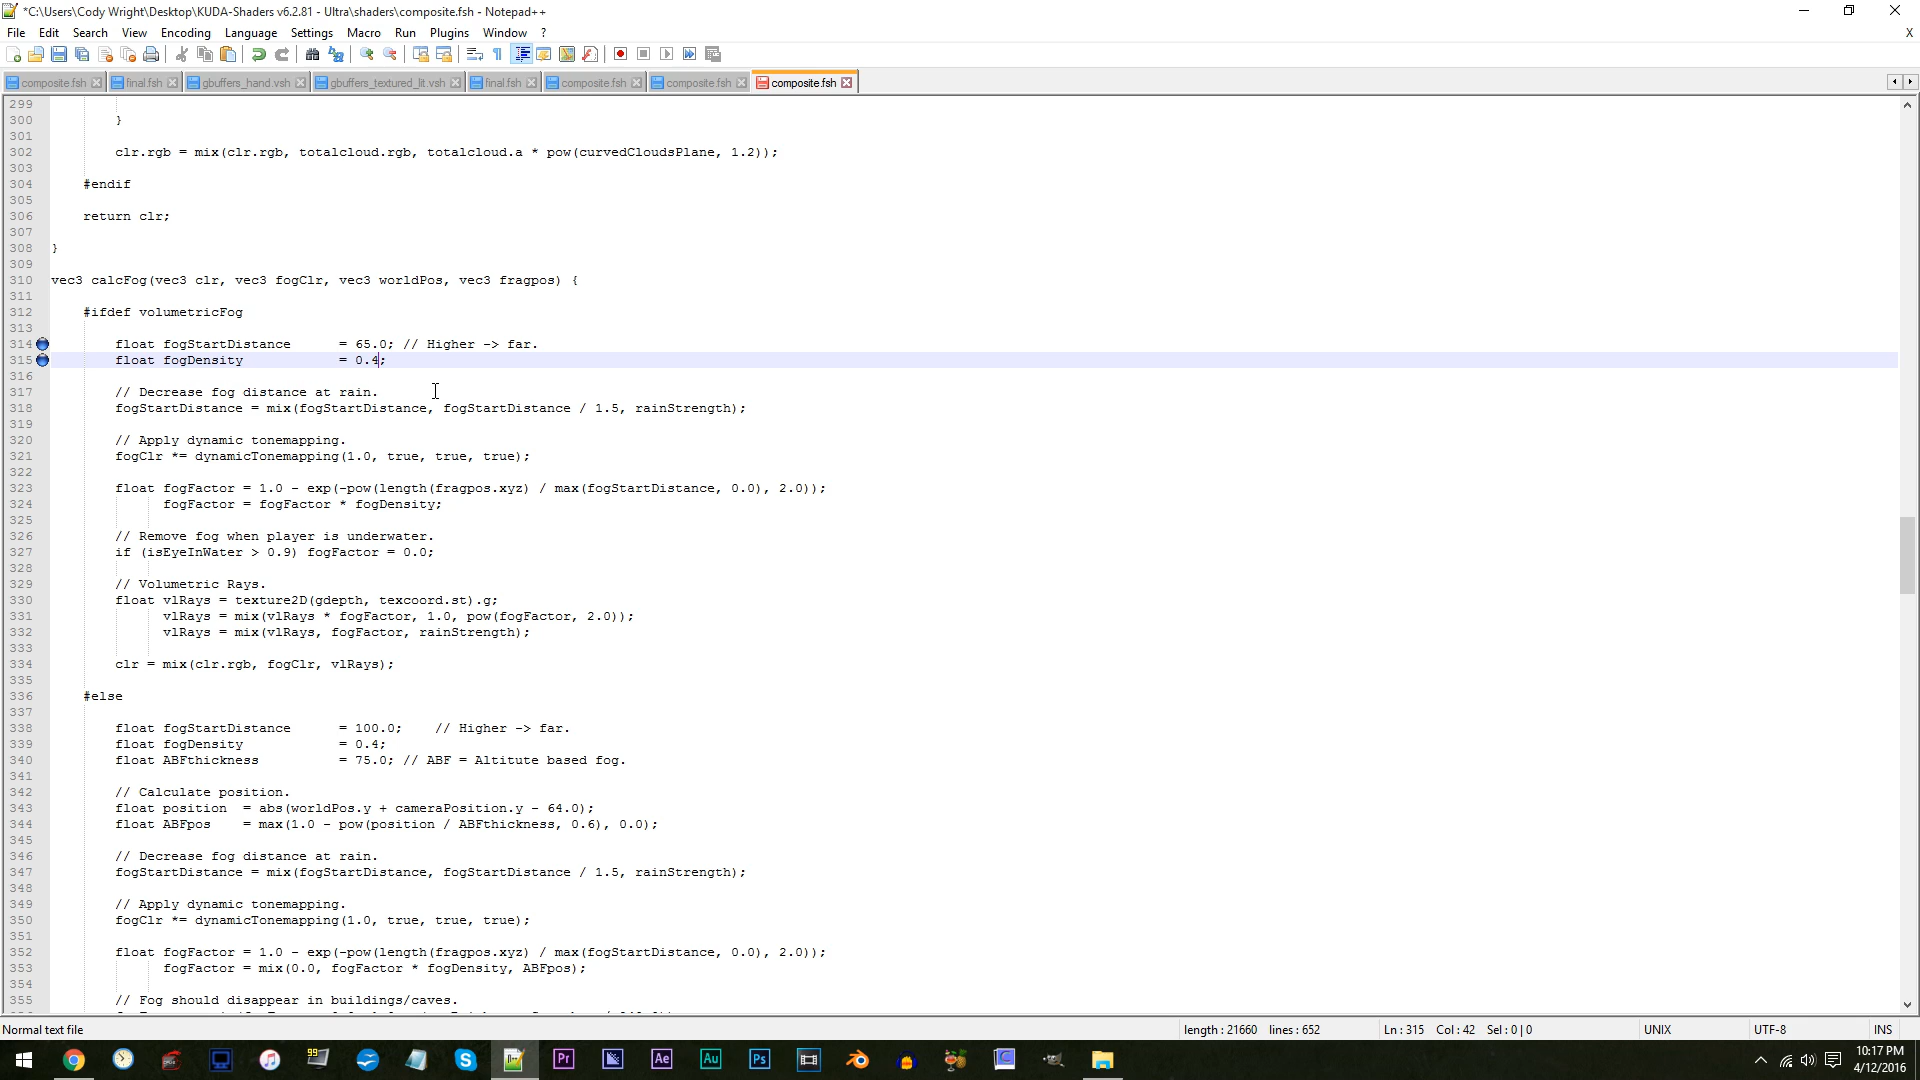 *C:\Users\Cody Wright\Desktop\KUDA-Shaders v6.2.81 - Ultra\shaders\composite.fsh - Notepad++
File Edit Search View Encoding Language Settings Macro Run Plugins Window ? X
composite.fsh final.fsh gbuffers_hand.vsh gbuffers_textured_lit.vsh final.fsh composite.fsh composite.fsh composite.fsh
299
300 }
301
302 clr.rgb = mix(clr.rgb, totalcloud.rgb, totalcloud.a * pow(curvedCloudsPlane, 1.2));
303
304 #endif
305
306 return clr;
307
308 }
309
310 vec3 calcFog(vec3 clr, vec3 fogClr, vec3 worldPos, vec3 fragpos) {
311
312 #ifdef volumetricFog
313
314 float fogStartDistance = 65.0; // Higher -> far.
315 float fogDensity = 0.4;
316
317 // Decrease fog distance at rain.
318 fogStartDistance = mix(fogStartDistance, fogStartDistance / 1.5, rainStrength);
319
320 // Apply dynamic tonemapping.
321 fogClr *= dynamicTonemapping(1.0, true, true, true);
322
323 float fogFactor = 1.0 - exp(-pow(length(fragpos.xyz) / max(fogStartDistance, 0.0), 2.0));
324 fogFactor = fogFactor * fogDensity;
325
326 // Remove fog when player is underwater.
327 if (isEyeInWater > 0.9) fogFactor = 0.0;
328
329 // Volumetric Rays.
330 float vlRays = texture2D(gdepth, texcoord.st).g;
331 vlRays = mix(vlRays * fogFactor, 1.0, pow(fogFactor, 2.0));
332 vlRays = mix(vlRays, fogFactor, rainStrength);
333
334 clr = mix(clr.rgb, fogClr, vlRays);
335
336 #else
337
338 float fogStartDistance = 100.0; // Higher -> far.
339 float fogDensity = 0.4;
340 float ABFthickness = 75.0; // ABF = Altitute based fog.
341
342 // Calculate position.
343 float position = abs(worldPos.y + cameraPosition.y - 64.0);
344 float ABFpos = max(1.0 - pow(position / ABFthickness, 0.6), 0.0);
345
346 // Decrease fog distance at rain.
347 fogStartDistance = mix(fogStartDistance, fogStartDistance / 1.5, rainStrength);
348
349 // Apply dynamic tonemapping.
350 fogClr *= dynamicTonemapping(1.0, true, true, true);
351
352 float fogFactor = 1.0 - exp(-pow(length(fragpos.xyz) / max(fogStartDistance, 0.0), 2.0));
353 fogFactor = mix(0.0, fogFactor * fogDensity, ABFpos);
354
355 // Fog should disappear in buildings/caves.
Normal text file length : 21660 lines : 652 Ln : 315 Col : 42 Sel : 0 | 0 UNIX UTF-8 INS
99 Pr Ae Au Ps
10:17 PM
4/12/2016